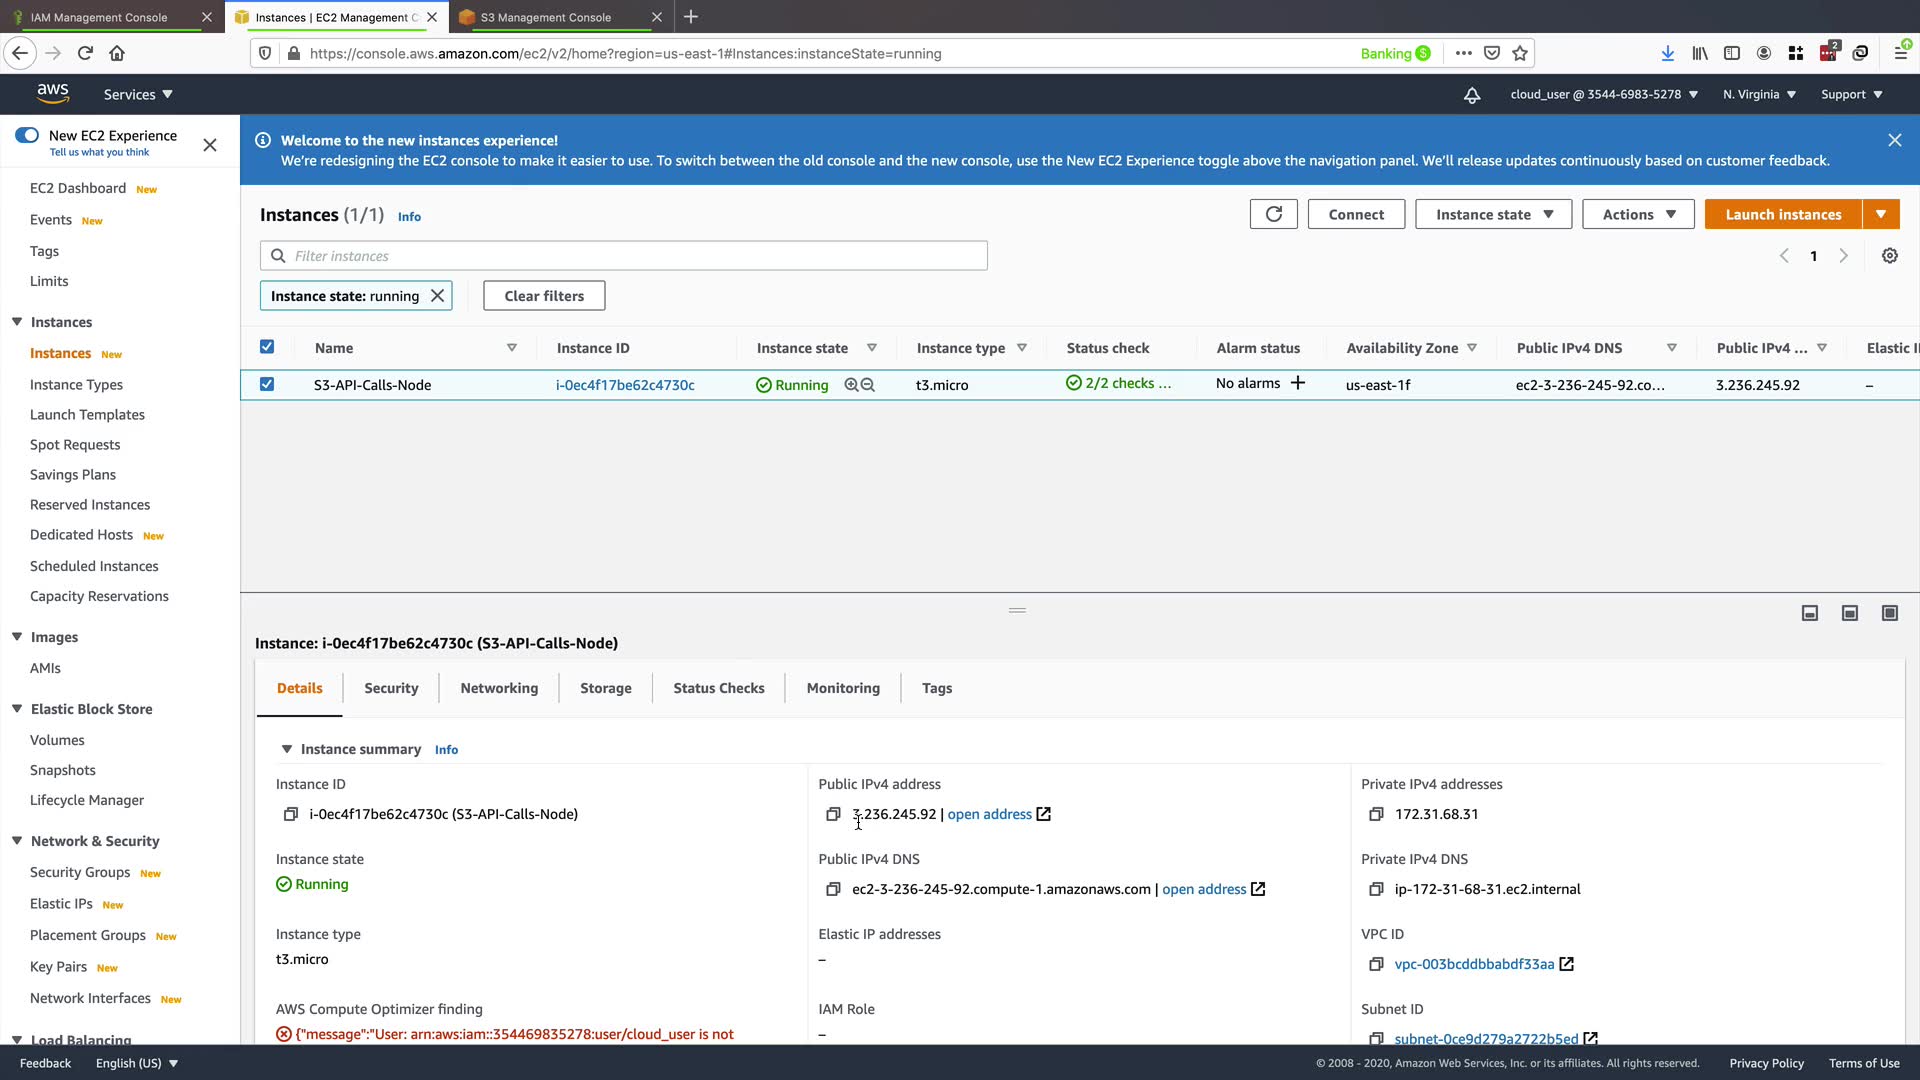 IAM Management Console
Instances | EC2 Management C
S3 Management Console
https://console.aws.amazon.com/ec2/v2/home?region=us-east-1#Instances:instanceState=running
Banking $
2
aws
Services
cloud_user @ 3544-6983-5278
N. Virginia
Support
New EC2 Experience
Tell us what you think
Welcome to the new instances experience!
We're redesigning the EC2 console to make it easier to use. To switch between the old console and the new console, use the New EC2 Experience toggle above the navigation panel. We'll release updates continuously based on customer feedback.
EC2 Dashboard New
Events New
Tags
Limits
Instances
Instances New
Instance Types
Launch Templates
Spot Requests
Savings Plans
Reserved Instances
Dedicated Hosts New
Scheduled Instances
Capacity Reservations
Images
AMIs
Elastic Block Store
Volumes
Snapshots
Lifecycle Manager
Network & Security
Security Groups New
Elastic IPs New
Placement Groups New
Key Pairs New
Network Interfaces New
Load Balancing
Instances (1/1) Info
Connect
Instance state
Actions
Launch instances
Filter instances
1
Instance state: running
Clear filters
Name Instance ID Instance state Instance type Status check Alarm status Availability Zone Public IPv4 DNS Public IPv4 ... Elastic I
S3-API-Calls-Node i-0ec4f17be62c4730c Running t3.micro 2/2 checks ... No alarms + us-east-1f ec2-3-236-245-92.co... 3.236.245.92 –
Instance: i-0ec4f17be62c4730c (S3-API-Calls-Node)
Details Security Networking Storage Status Checks Monitoring Tags
Instance summary Info
Instance ID
i-0ec4f17be62c4730c (S3-API-Calls-Node)
Public IPv4 address
3.236.245.92 | open address
Private IPv4 addresses
172.31.68.31
Instance state
Running
Public IPv4 DNS
ec2-3-236-245-92.compute-1.amazonaws.com | open address
Private IPv4 DNS
ip-172-31-68-31.ec2.internal
Instance type
t3.micro
Elastic IP addresses
–
VPC ID
vpc-003bcddbbabdf33aa
AWS Compute Optimizer finding
{"message":"User: arn:aws:iam::354469835278:user/cloud_user is not
IAM Role
–
Subnet ID
subnet-0ce9d279a2722b5ed
Feedback
English (US)
© 2008 - 2020, Amazon Web Services, Inc. or its affiliates. All rights reserved.
Privacy Policy
Terms of Use